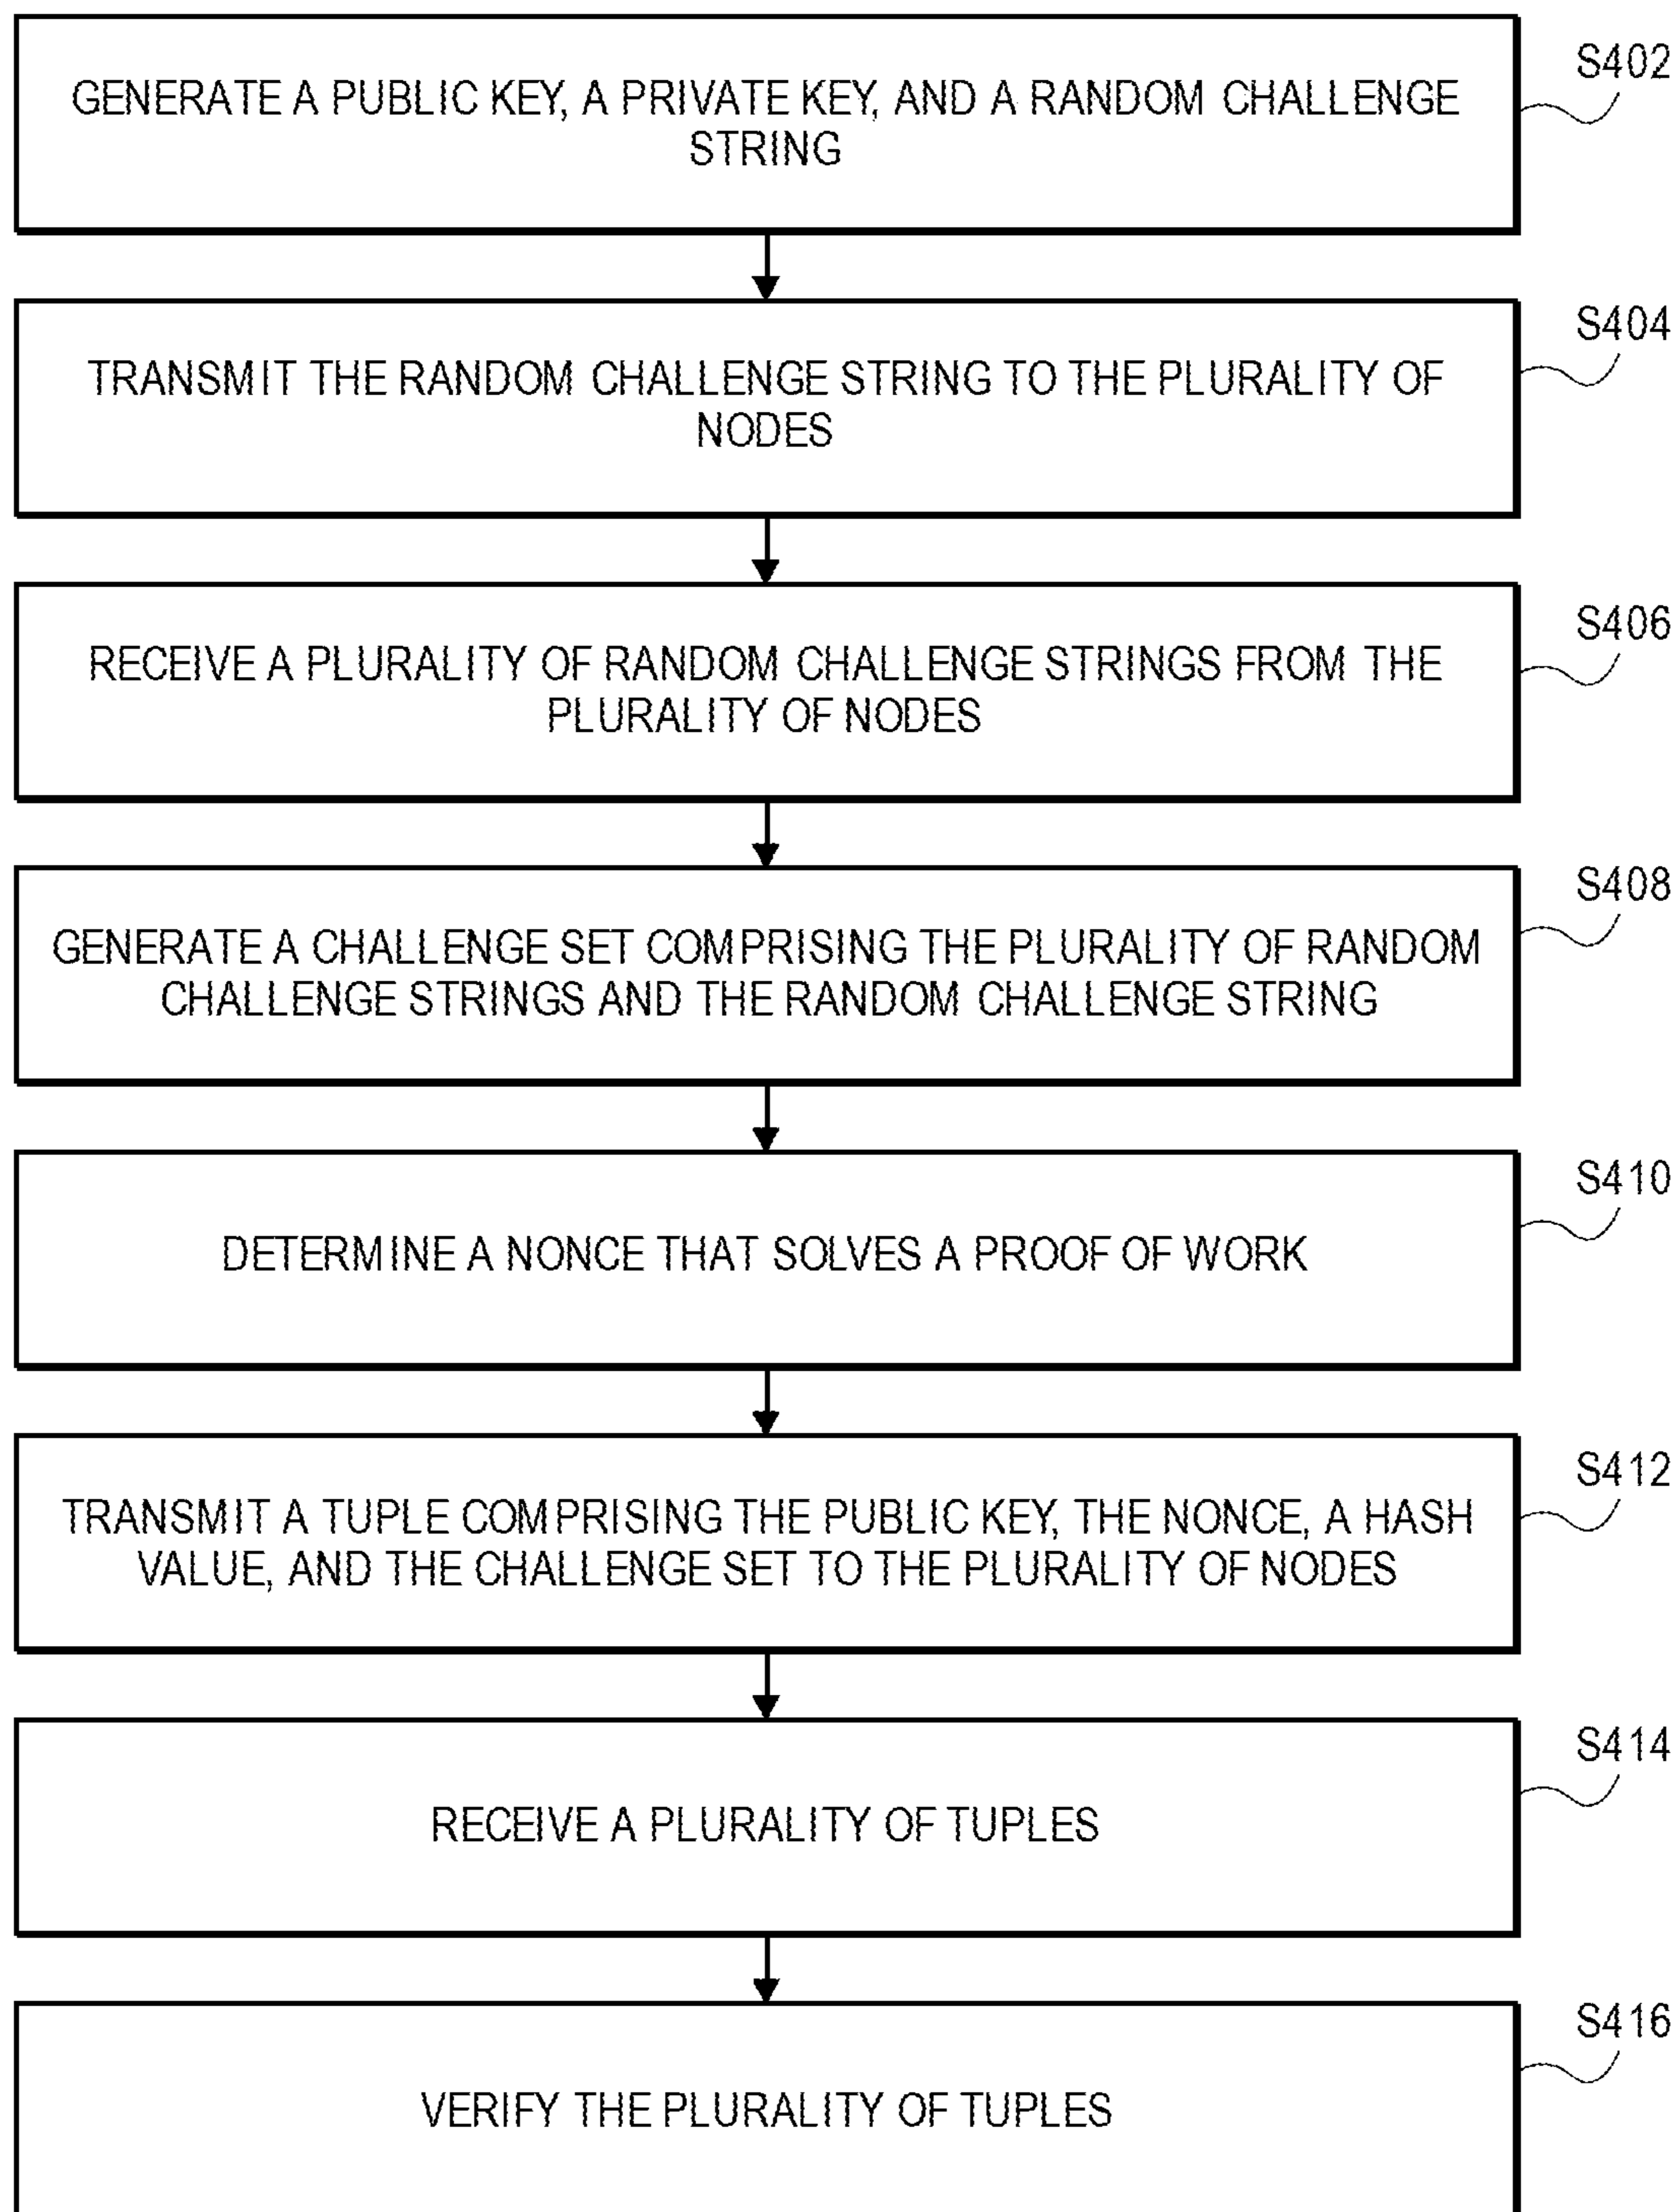 S402
GENERATE A PUBLIC KEY, A PRIVATE KEY, AND A RANDOM CHALLENGE
STRING
S404
TRANSMIT THE RANDOM CHALLENGE STRING TO THE PLURALITY OF
NODES
S406
RECEIVE A PLURALITY OF RANDOM CHALLENGE STRINGS FROM THE
PLURALITY OF NODES
S408
GENERATE A CHALLENGE SET COMPRISING THE PLURALITY OF RANDOM
CHALLENGE STRINGS AND THE RANDOM CHALLENGE STRING
S410
DETERMINE A NONCE THAT SOLVES A PROOF OF WORK
S412
TRANSMIT A TUPLE COMPRISING THE PUBLIC KEY, THE NONCE, A HASH
VALUE, AND THE CHALLENGE SET TO THE PLURALITY OF NODES
S414
RECEIVE A PLURALITY OF TUPLES
S416
VERIFY THE PLURALITY OF TUPLES